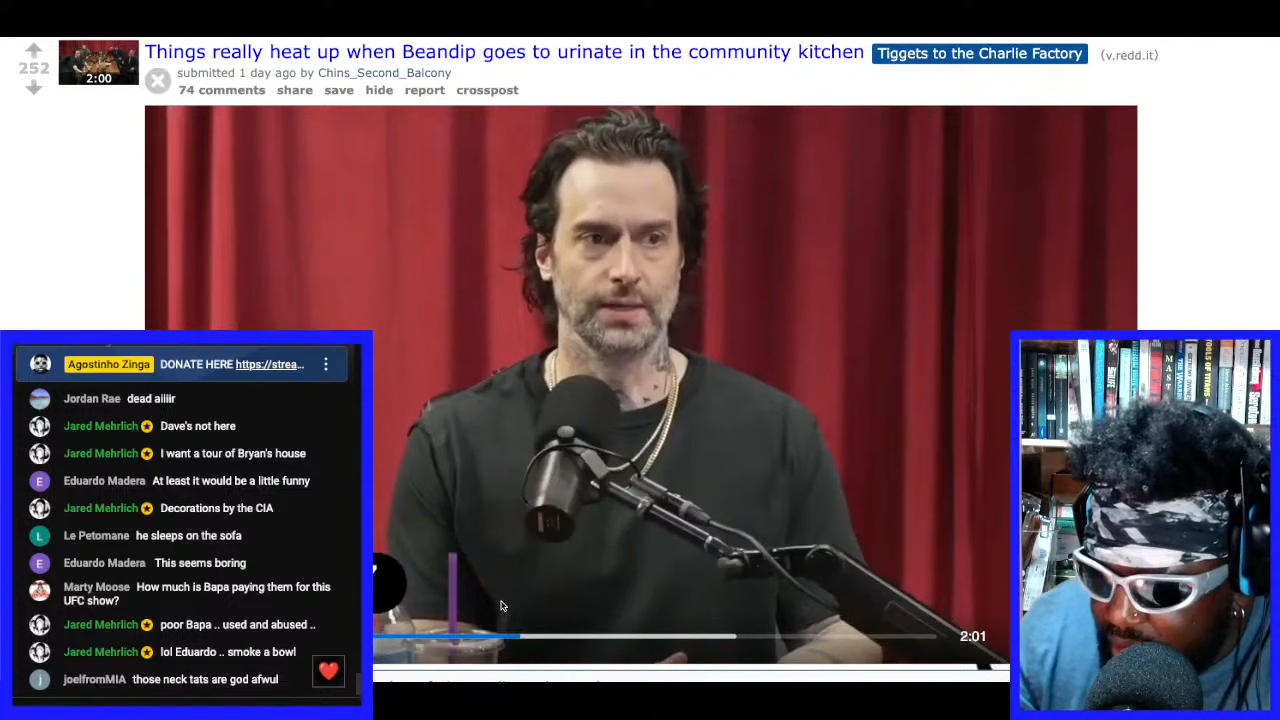 Things really heat up when Beandip goes to urinate in the community kitchen Tiggets to the Charlie Factory (v.redd.it)
252
2:00
submitted 1 day ago by Chins_Second_Balcony
74 comments share save hide report crosspost
Agostinho Zinga DONATE HERE https://strea...
Jordan Rae dead aiiiir
Jared Mehrlich Dave's not here
Jared Mehrlich I want a tour of Bryan's house
E Eduardo Madera At least it would be a little funny
Jared Mehrlich Decorations by the CIA
L Le Petomane he sleeps on the sofa
E Eduardo Madera This seems boring
Marty Moose How much is Bapa paying them for this
UFC show?
Jared Mehrlich poor Bapa .. used and abused ..
Jared Mehrlich lol Eduardo .. smoke a bowl
j joelfromMIA those neck tats are god afwul
2:01
TOOLS OF TITANS